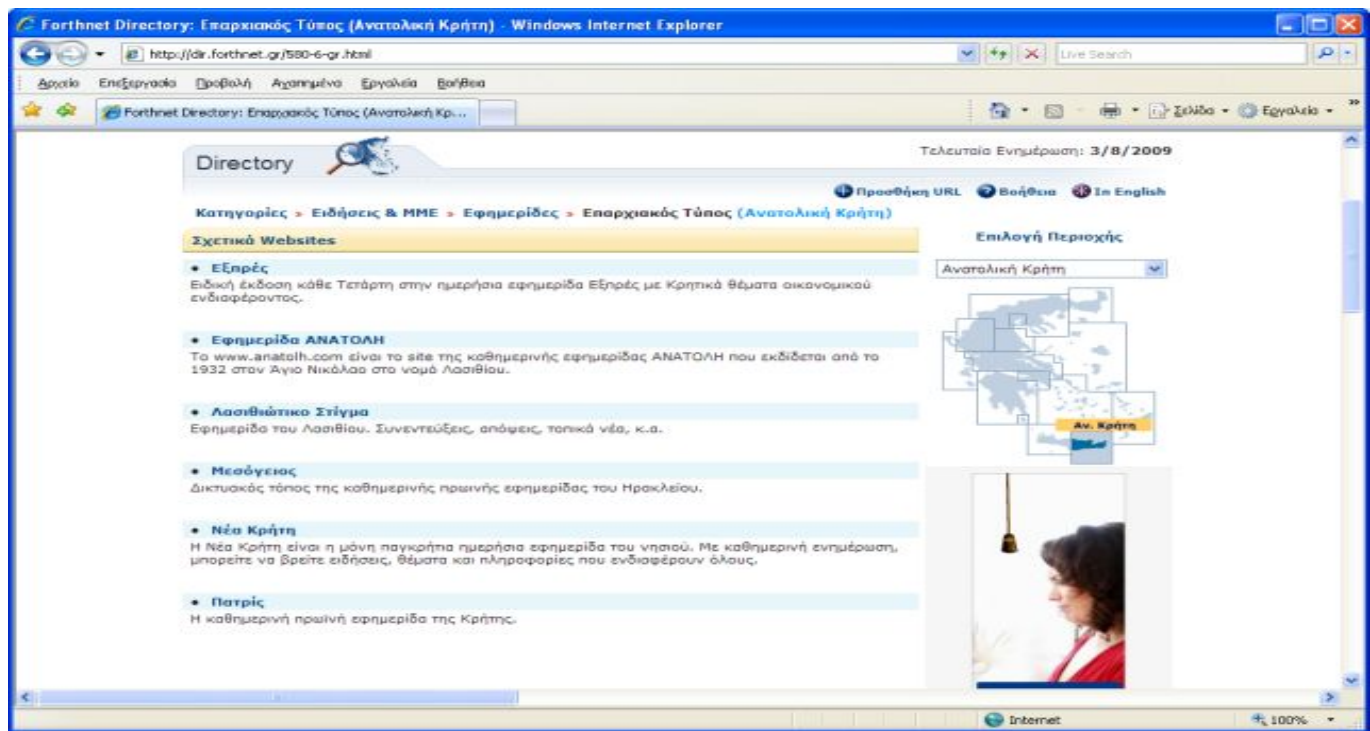 Forthnet Directory: Επαρχιακός Τύπος (Ανατολική Κρήτη) - Windows Internet Explorer
http://dir.forthnet.gr/580-6-gr.html
Live Search
Αρχείο Επεξεργασία Προβολή Αγαπημένα Εργαλεία Βοήθεια
Forthnet Directory: Επαρχιακός Τύπος (Ανατολική Κρ...
Σελίδα Εργαλεία
Directory
Τελευταία Ενημέρωση: 3/8/2009
Προσθήκη URL Βοήθεια In English
Κατηγορίες » Ειδήσεις & ΜΜΕ » Εφημερίδες » Επαρχιακός Τύπος (Ανατολική Κρήτη)
Σχετικά Websites
• Εξπρές
Ειδική έκδοση κάθε Τετάρτη στην ημερήσια εφημερίδα Εξπρές με Κρητικά θέματα οικονομικού
ενδιαφέροντος.
• Εφημερίδα ΑΝΑΤΟΛΗ
Το www.anatolh.com είναι το site της καθημερινής εφημερίδας ΑΝΑΤΟΛΗ που εκδίδεται από το
1932 στον Άγιο Νικόλαο στο νομό Λασιθίου.
• Λασιθιώτικο Στίγμα
Εφημερίδα του Λασιθίου. Συνεντεύξεις, απόψεις, τοπικά νέα, κ.α.
• Μεσόγειος
Δικτυακός τόπος της καθημερινής πρωινής εφημερίδας του Ηρακλείου.
• Νέα Κρήτη
Η Νέα Κρήτη είναι η μόνη παγκρήτια ημερήσια εφημερίδα του νησιού. Με καθημερινή ενημέρωση,
μπορείτε να βρείτε ειδήσεις, θέματα και πληροφορίες που ενδιαφέρουν όλους.
• Πατρίς
Η καθημερινή πρωϊνή εφημερίδα της Κρήτης.
Επιλογή Περιοχής
Ανατολική Κρήτη
Αν. Κρήτη
Internet
100%